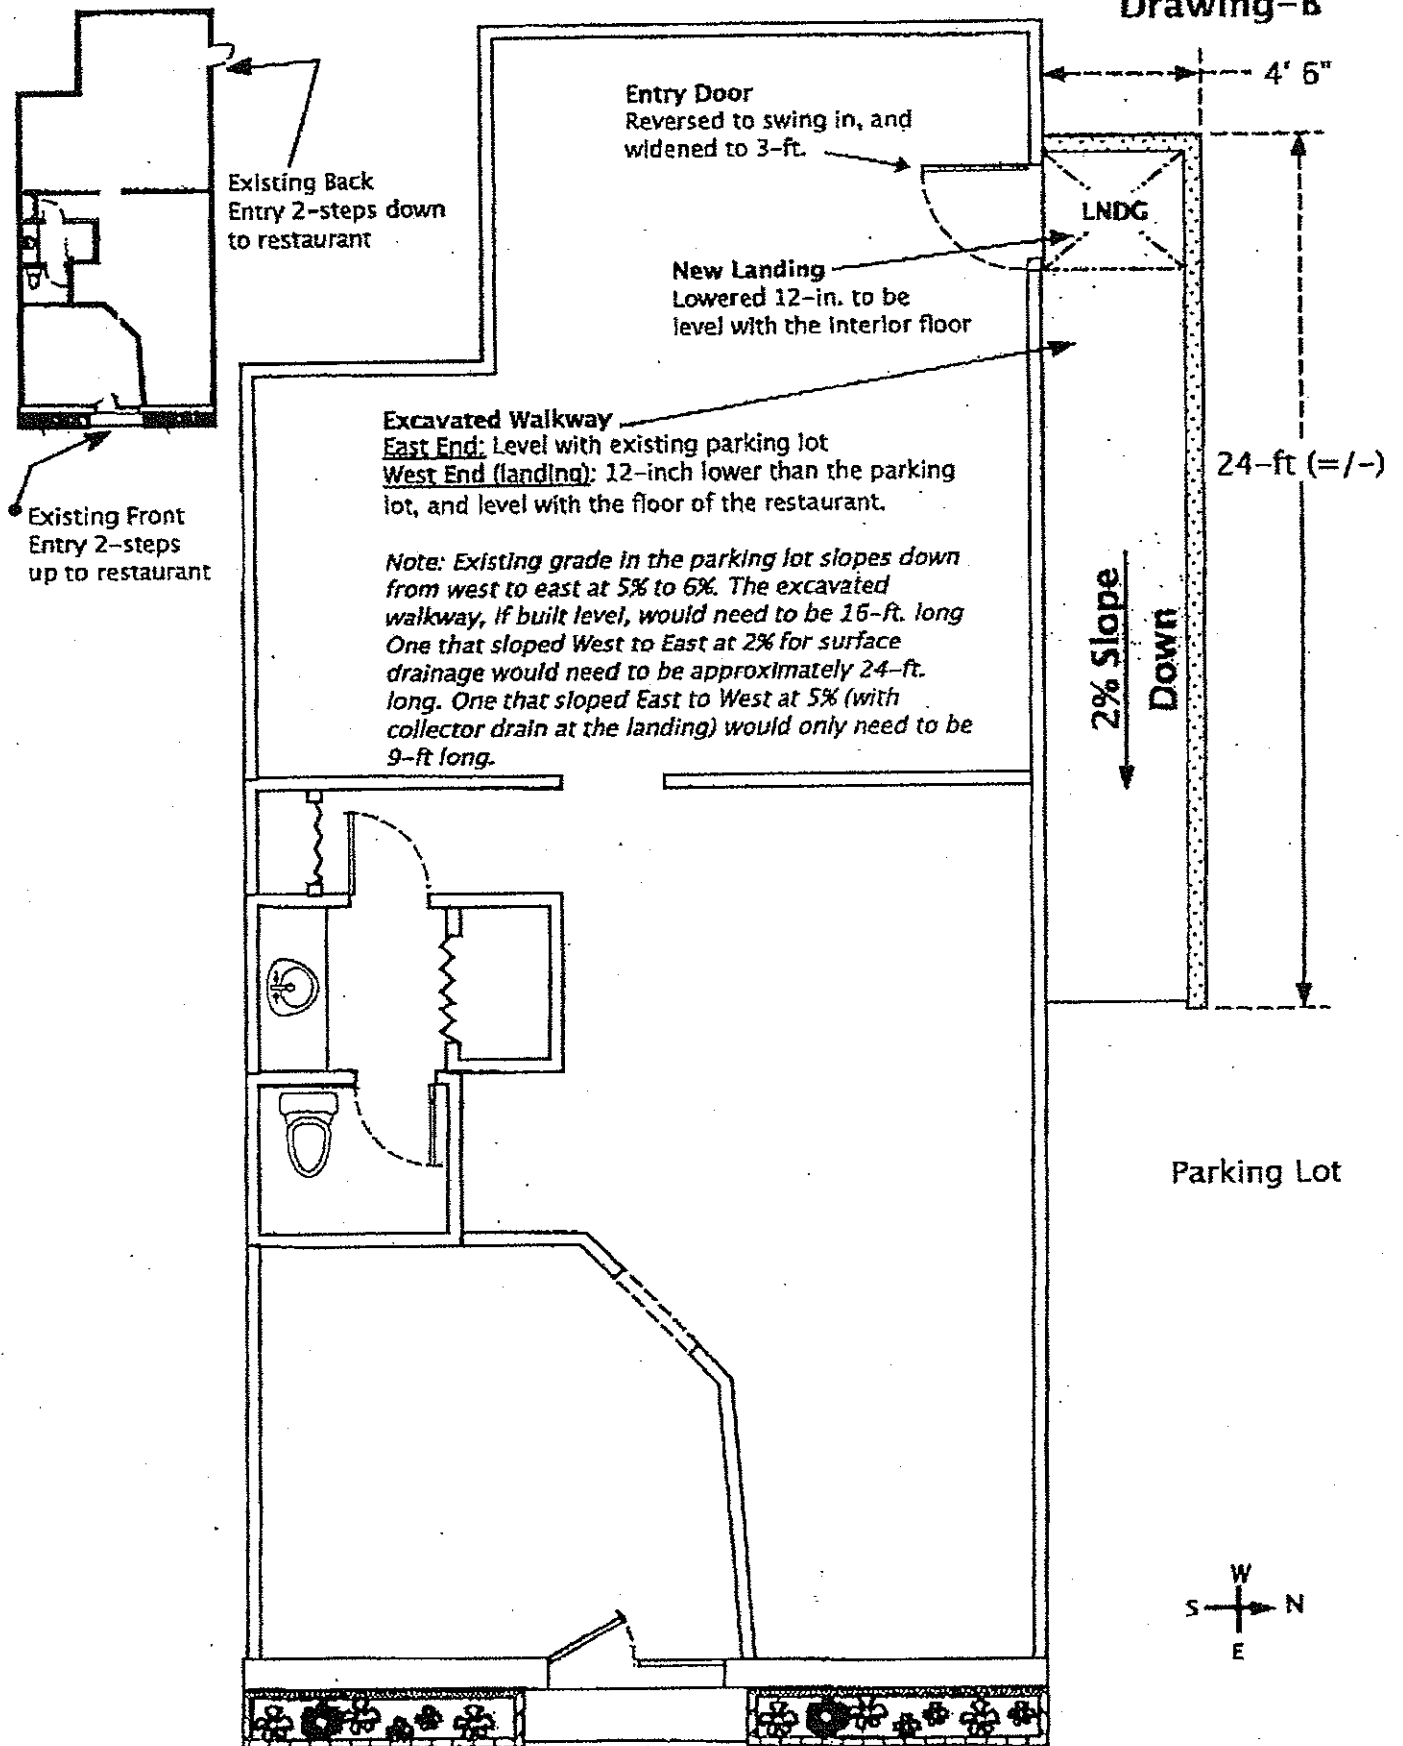 Drawing-B
4' 6"
Entry Door
Reversed to swing in, and
widened to 3-ft.
Existing Back
Entry 2-steps down
to restaurant
LNDG
New Landing
Lowered 12-in. to be
level with the interior floor
Excavated Walkway
East End: Level with existing parking lot
West End (landing): 12-inch lower than the parking
lot, and level with the floor of the restaurant.
24-ft (=/-)
Existing Front
Entry 2-steps
up to restaurant
Note: Existing grade in the parking lot slopes down
from west to east at 5% to 6%. The excavated
walkway, if built level, would need to be 16-ft. long
One that sloped West to East at 2% for surface
drainage would need to be approximately 24-ft.
long. One that sloped East to West at 5% (with
collector drain at the landing) would only need to be
9-ft long.
2% Slope
Down
Parking Lot
W
S N
E